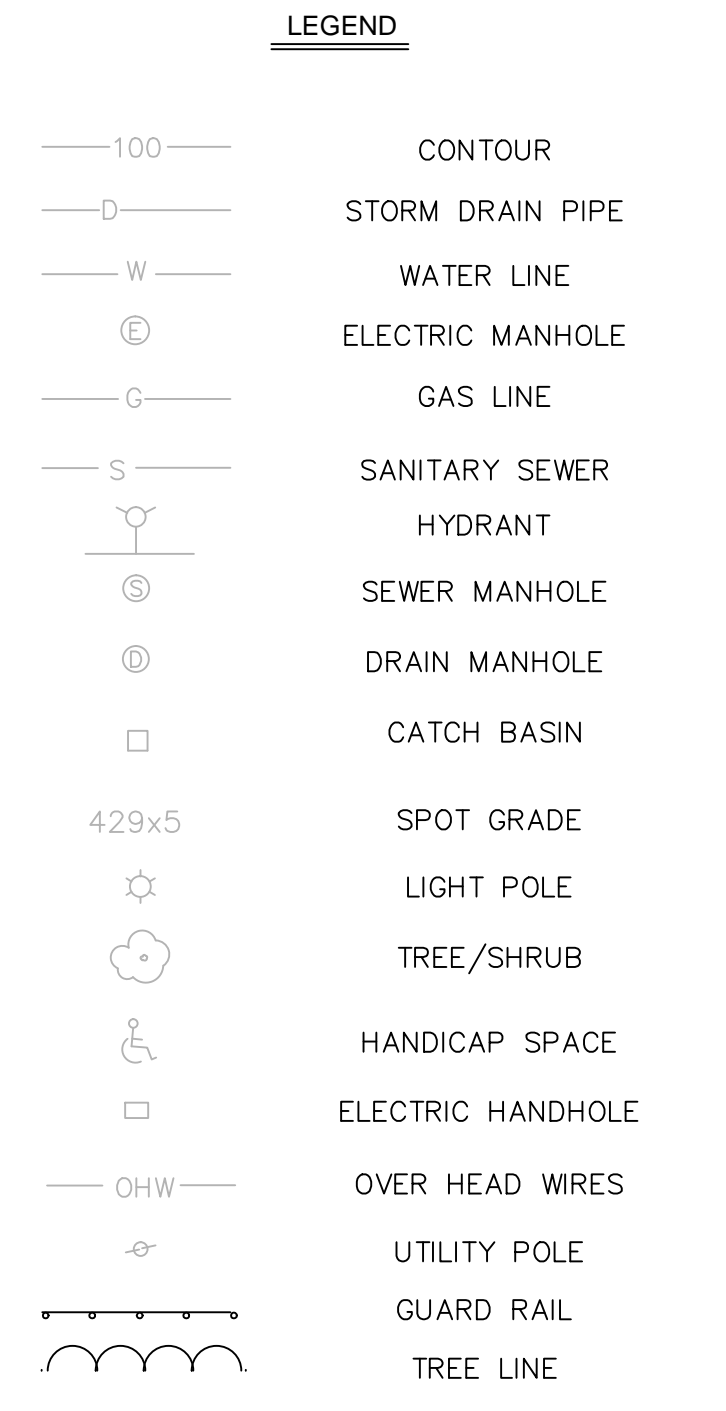 LEGEND
100 CONTOUR
D STORM DRAIN PIPE
W WATER LINE
E ELECTRIC MANHOLE
G GAS LINE
S SANITARY SEWER
HYDRANT
S SEWER MANHOLE
D DRAIN MANHOLE
CATCH BASIN
429x5 SPOT GRADE
LIGHT POLE
TREE/SHRUB
HANDICAP SPACE
ELECTRIC HANDHOLE
OHW OVER HEAD WIRES
UTILITY POLE
GUARD RAIL
TREE LINE